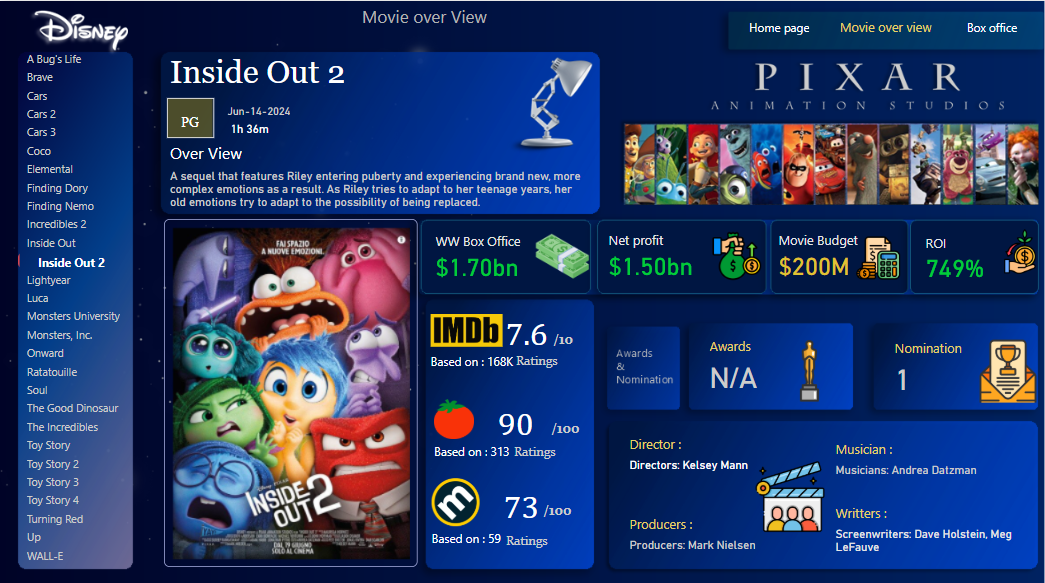 Disney
Movie over View
Home page
Movie over view
Box office
A Bug's Life
Brave
Cars
Cars 2
Cars 3
Coco
Elemental
Finding Dory
Finding Nemo
Incredibles 2
Inside Out
Inside Out 2
Lightyear
Luca
Monsters University
Monsters, Inc.
Onward
Ratatouille
Soul
The Good Dinosaur
The Incredibles
Toy Story
Toy Story 2
Toy Story 3
Toy Story 4
Turning Red
Up
WALL-E
Inside Out 2
PG
Jun-14-2024
1h 36m
Over View
A sequel that features Riley entering puberty and experiencing brand new, more
complex emotions as a result. As Riley tries to adapt to her teenage years, her
old emotions try to adapt to the possibility of being replaced.
PIXAR
ANIMATION STUDIOS
FAI SPAZIO
A NUOVE EMOZIONI.
INSIDE
OUT 2
DAL 19 GIUGNO
SOLO AL CINEMA
WW Box Office
$1.70bn
Net profit
$1.50bn
Movie Budget
$200M
ROI
749%
IMDb 7.6 /10
Based on : 168K Ratings
90 /100
Based on : 313 Ratings
m 73 /100
Based on : 59 Ratings
Awards
&
Nomination
Awards
N/A
Nomination
1
Director :
Directors: Kelsey Mann
Producers :
Producers: Mark Nielsen
Musician :
Musicians: Andrea Datzman
Writters :
Screenwriters: Dave Holstein, Meg
LeFauve